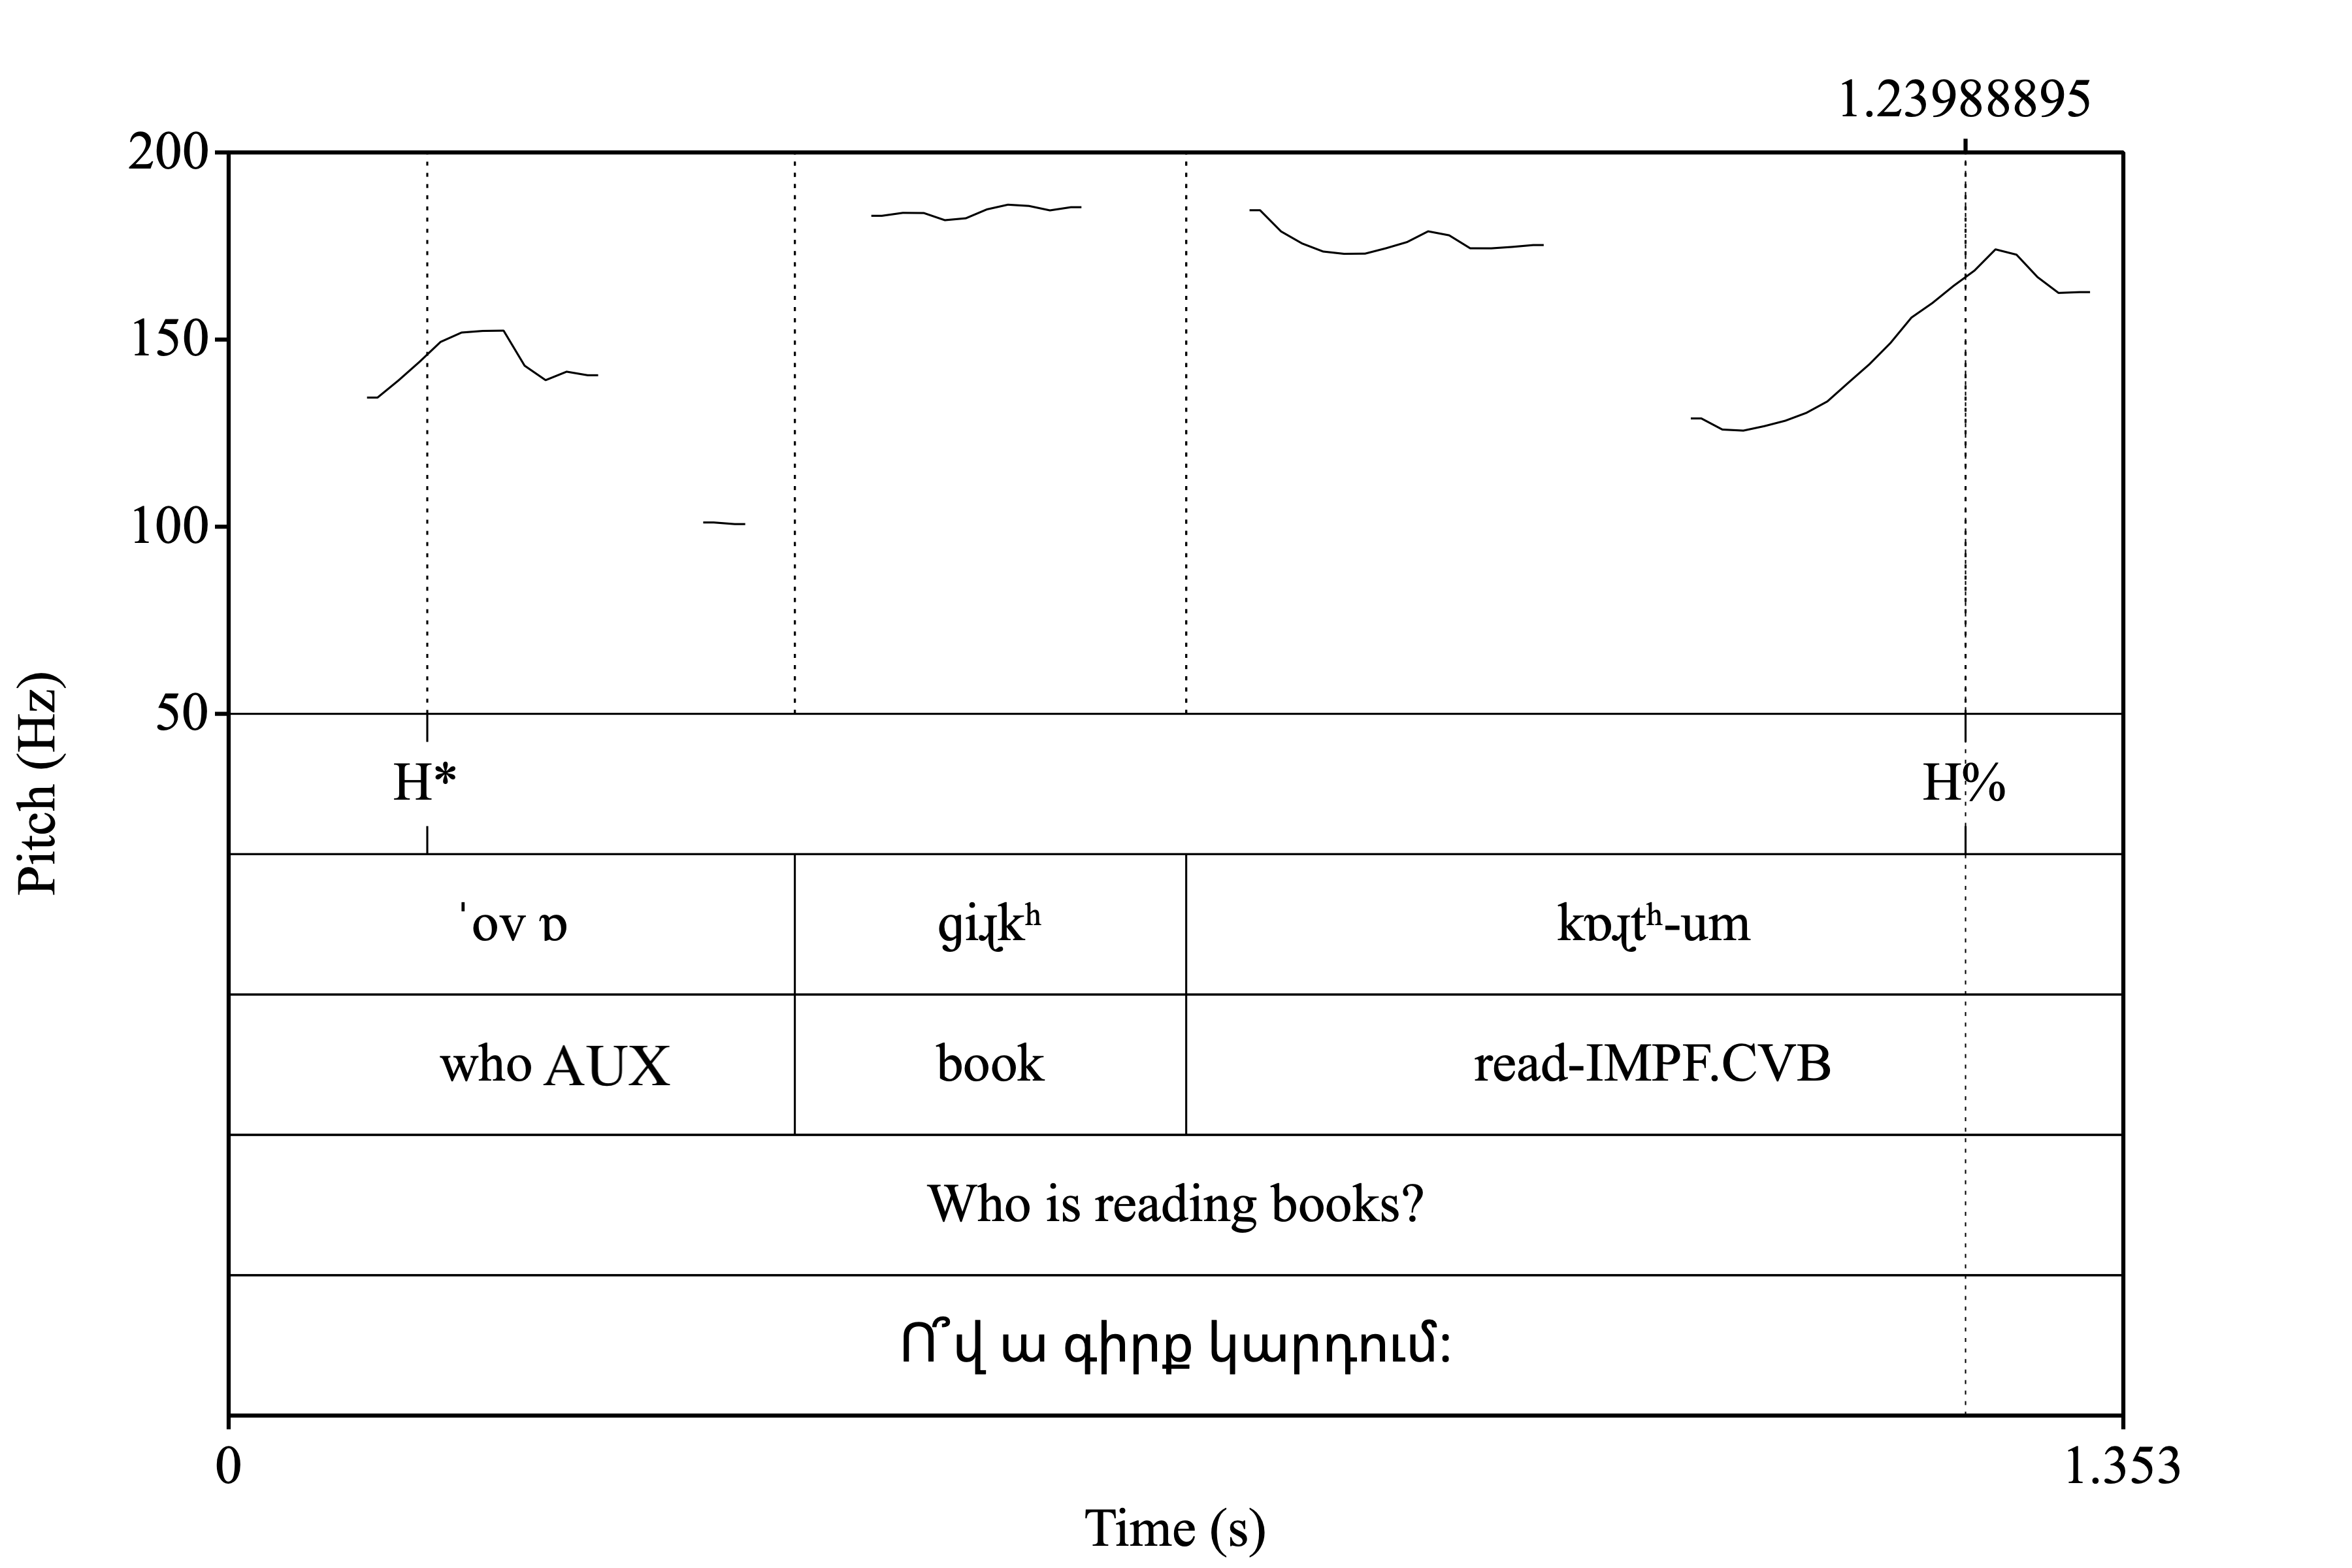 1.23988895
200
150
100
50
Pitch (Hz)
H* H%
ˈov ɒ giɻkʰ kɒɻtʰ-um
who AUX book read-IMPF.CVB
Who is reading books?
Ո՞վ ա գիրք կարդում:
0 1.353
Time (s)